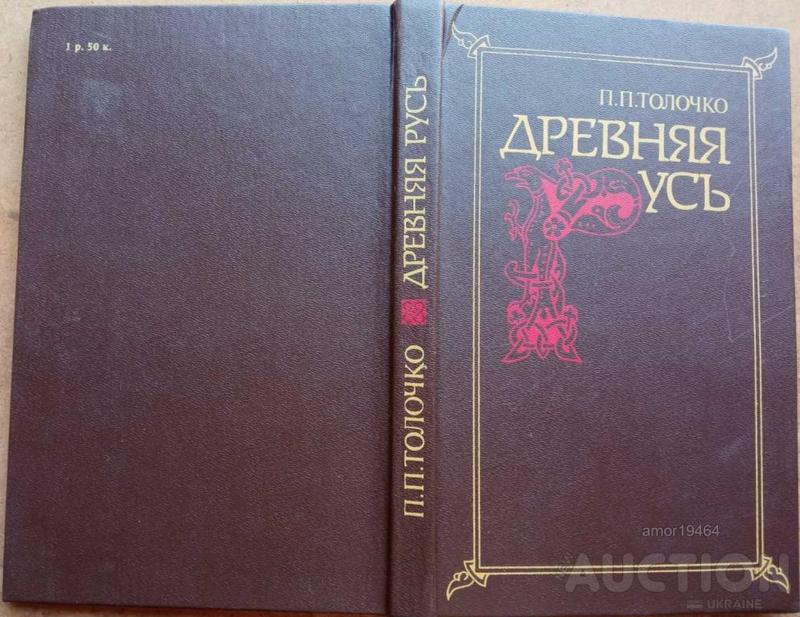 1 р. 50 к.
П.П.ТОЛОЧКО ДРЕВНЯЯ РУСЬ
П.П.ТОЛОЧКО
ДРЕВНЯЯ
РУСЬ
amor19464
AUCTION
UKRAINE